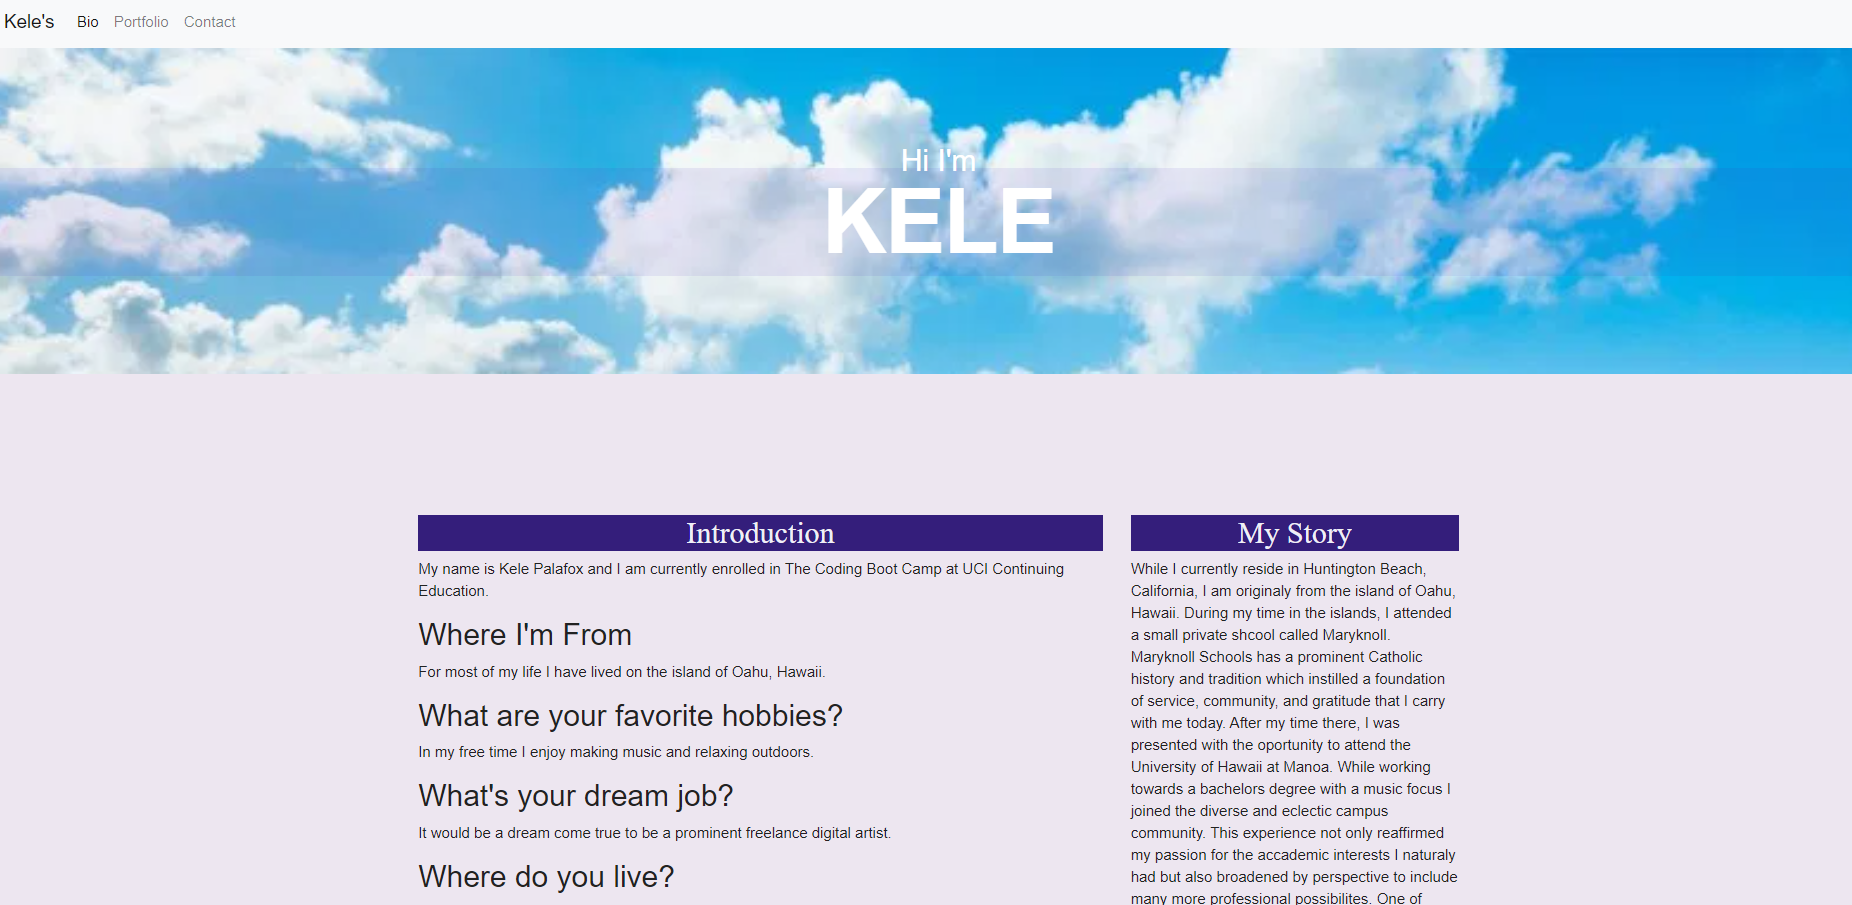 Kele's Bio Portfolio Contact
Hi I'm
KELE
Introduction
My name is Kele Palafox and I am currently enrolled in The Coding Boot Camp at UCI Continuing
Education.
Where I'm From
For most of my life I have lived on the island of Oahu, Hawaii.
What are your favorite hobbies?
In my free time I enjoy making music and relaxing outdoors.
What's your dream job?
It would be a dream come true to be a prominent freelance digital artist.
Where do you live?
My Story
While I currently reside in Huntington Beach,
California, I am originaly from the island of Oahu,
Hawaii. During my time in the islands, I attended
a small private shcool called Maryknoll.
Maryknoll Schools has a prominent Catholic
history and tradition which instilled a foundation
of service, community, and gratitude that I carry
with me today. After my time there, I was
presented with the oportunity to attend the
University of Hawaii at Manoa. While working
towards a bachelors degree with a music focus I
joined the diverse and eclectic campus
community. This experience not only reaffirmed
my passion for the accademic interests I naturaly
had but also broadened by perspective to include
many more professional possibilites. One of